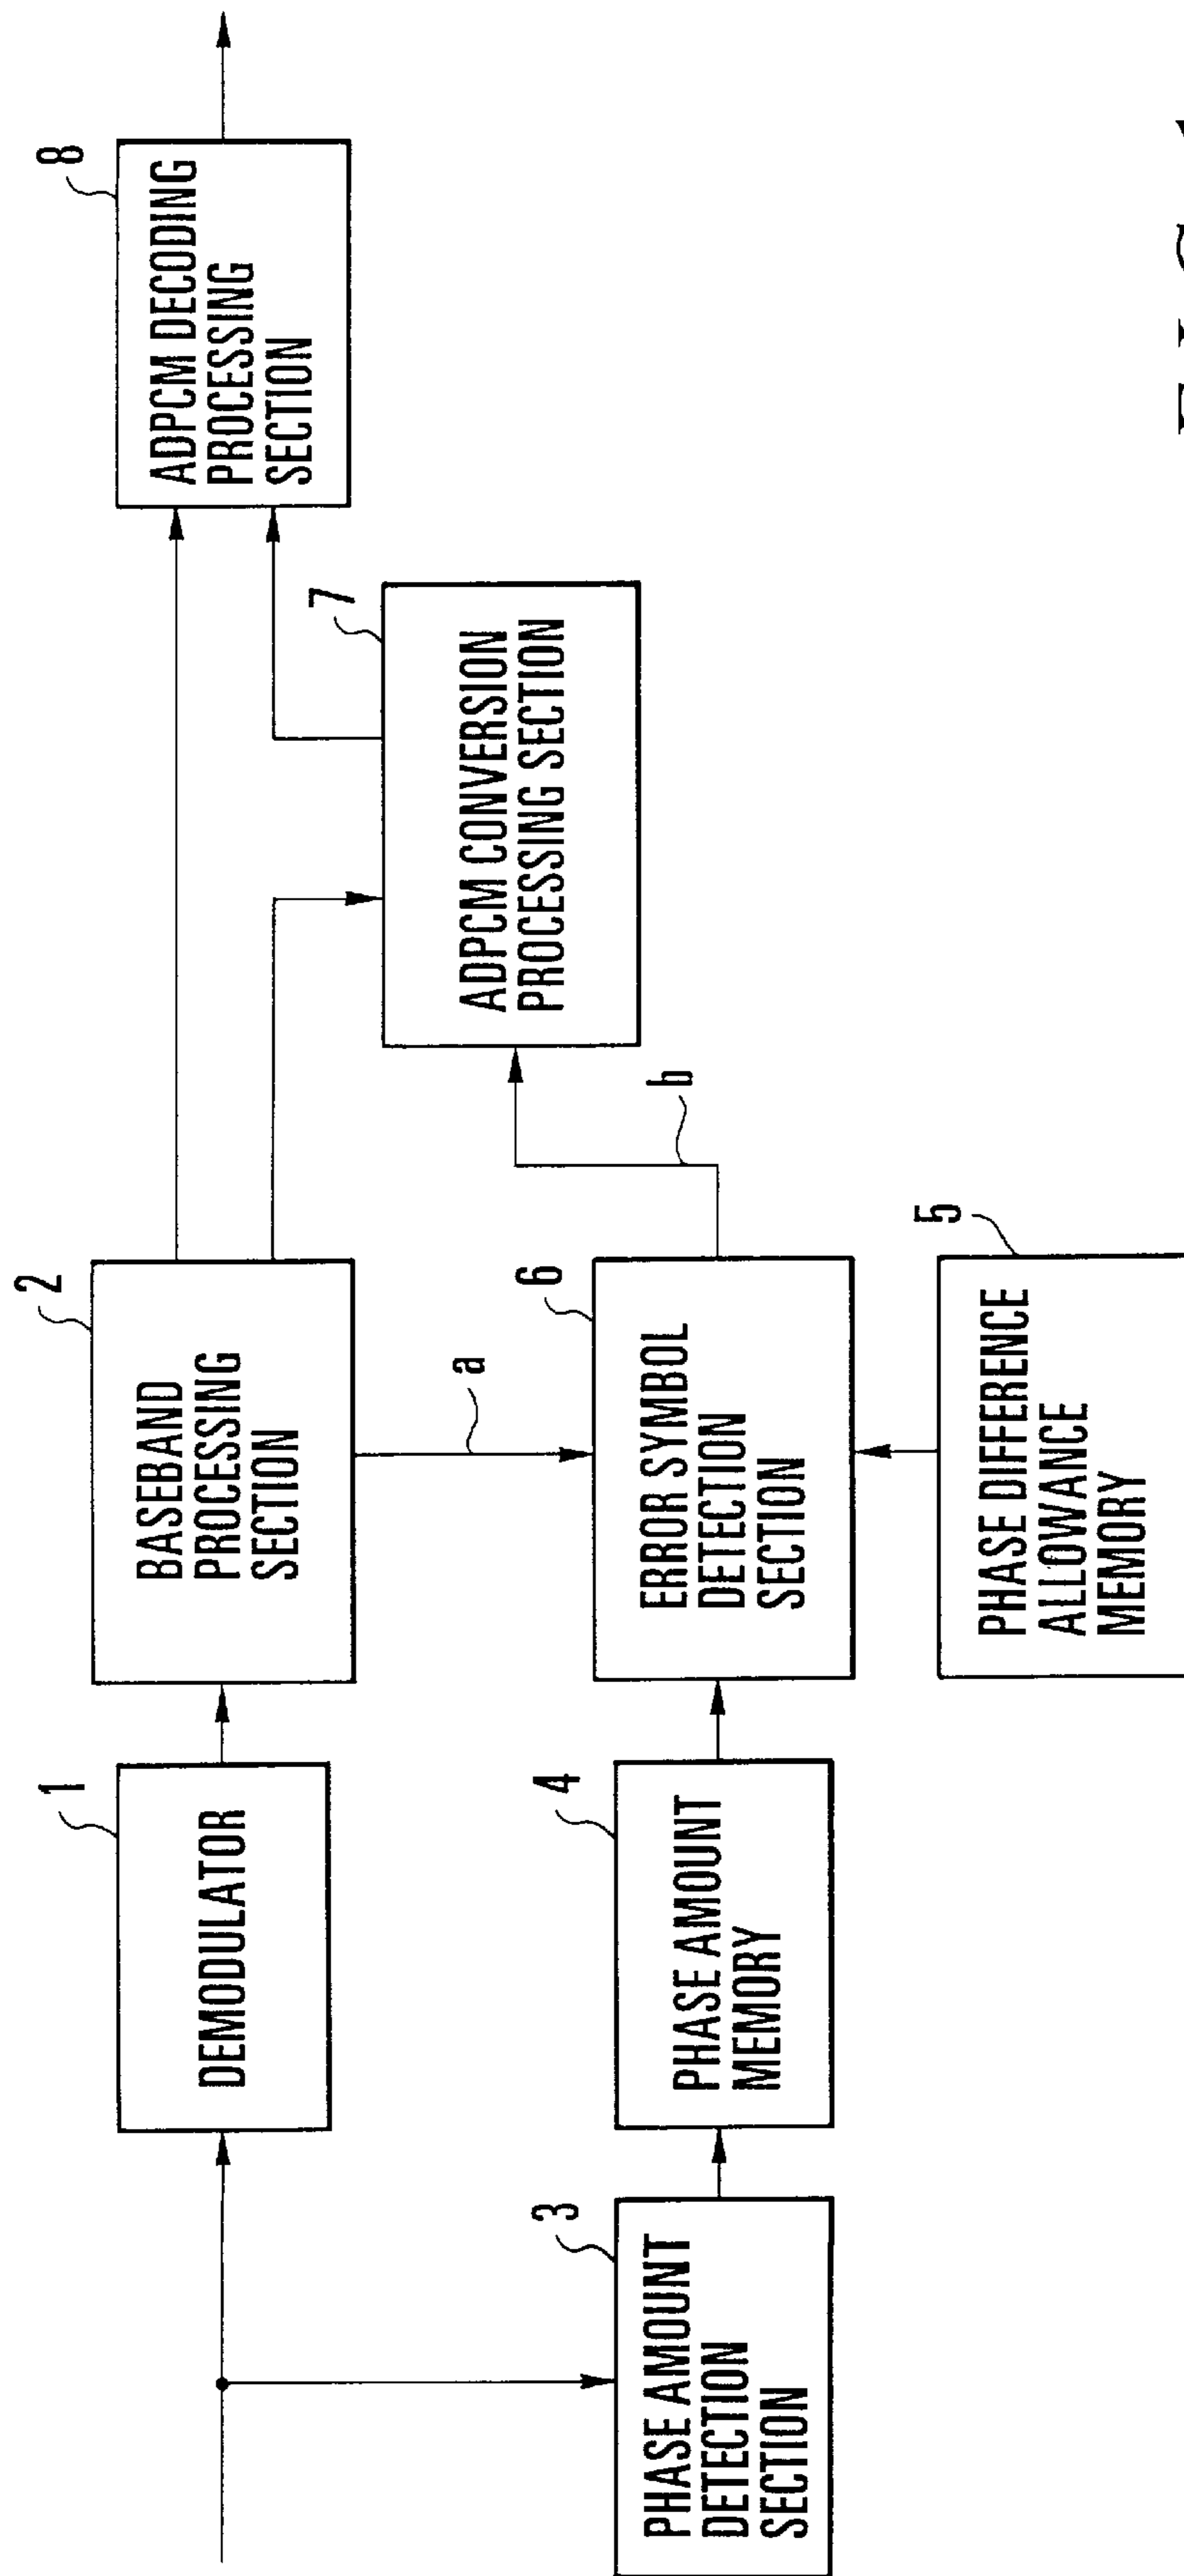 1
DEMODULATOR
2
BASEBAND
PROCESSING
SECTION
8
ADPCM DECODING
PROCESSING
SECTION
7
ADPCM CONVERSION
PROCESSING SECTION
a
b
3
PHASE AMOUNT
DETECTION
SECTION
4
PHASE AMOUNT
MEMORY
6
ERROR SYMBOL
DETECTION
SECTION
5
PHASE DIFFERENCE
ALLOWANCE
MEMORY